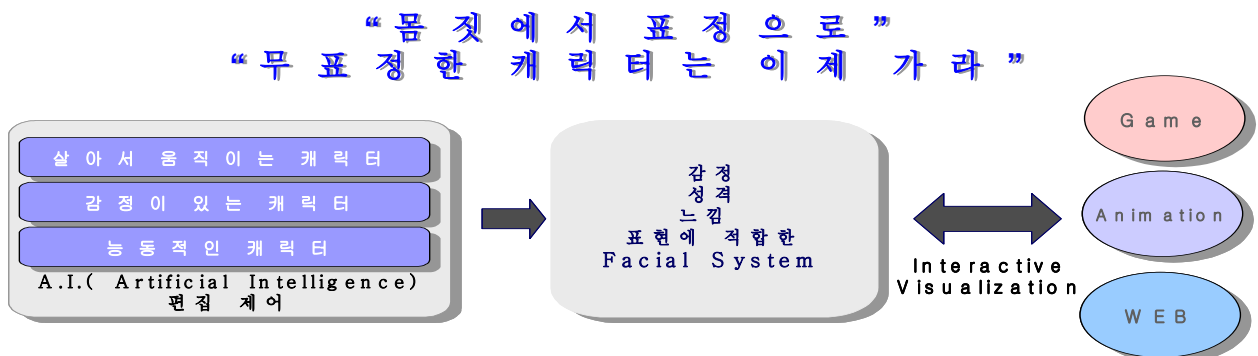 “몸짓에서 표정으로”
“무표정한 캐릭터는 이제 가라”
살아서 움직이는 캐릭터
감정이 있는 캐릭터
능동적인 캐릭터
A.I.( Artificial Intelligence)
편집 제어
감정
성격
느낌
표현에 적합한
Facial System
Interactive
Visualization
Game
Animation
WEB